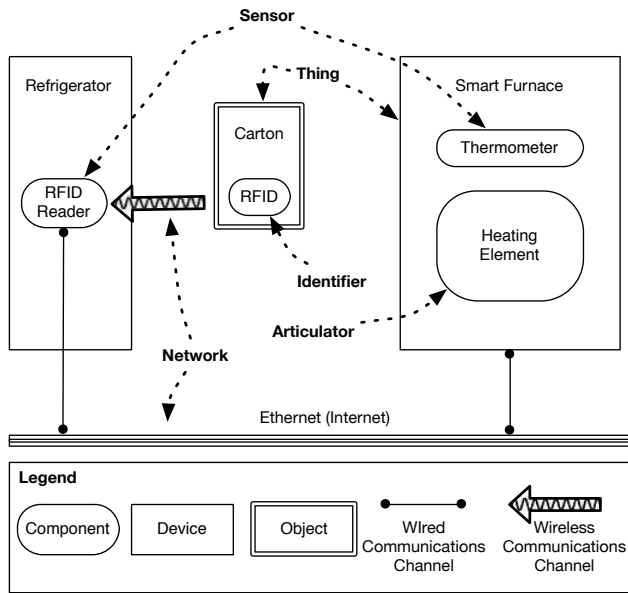 Sensor
Refrigerator
Thing
Smart Furnace
Carton
Thermometer
RFID
Reader
RFID
Heating
Element
Identifier
Articulator
Network
Ethernet (Internet)
Legend
Component
Device
Object
WIred
Communications
Channel
Wireless
Communications
Channel